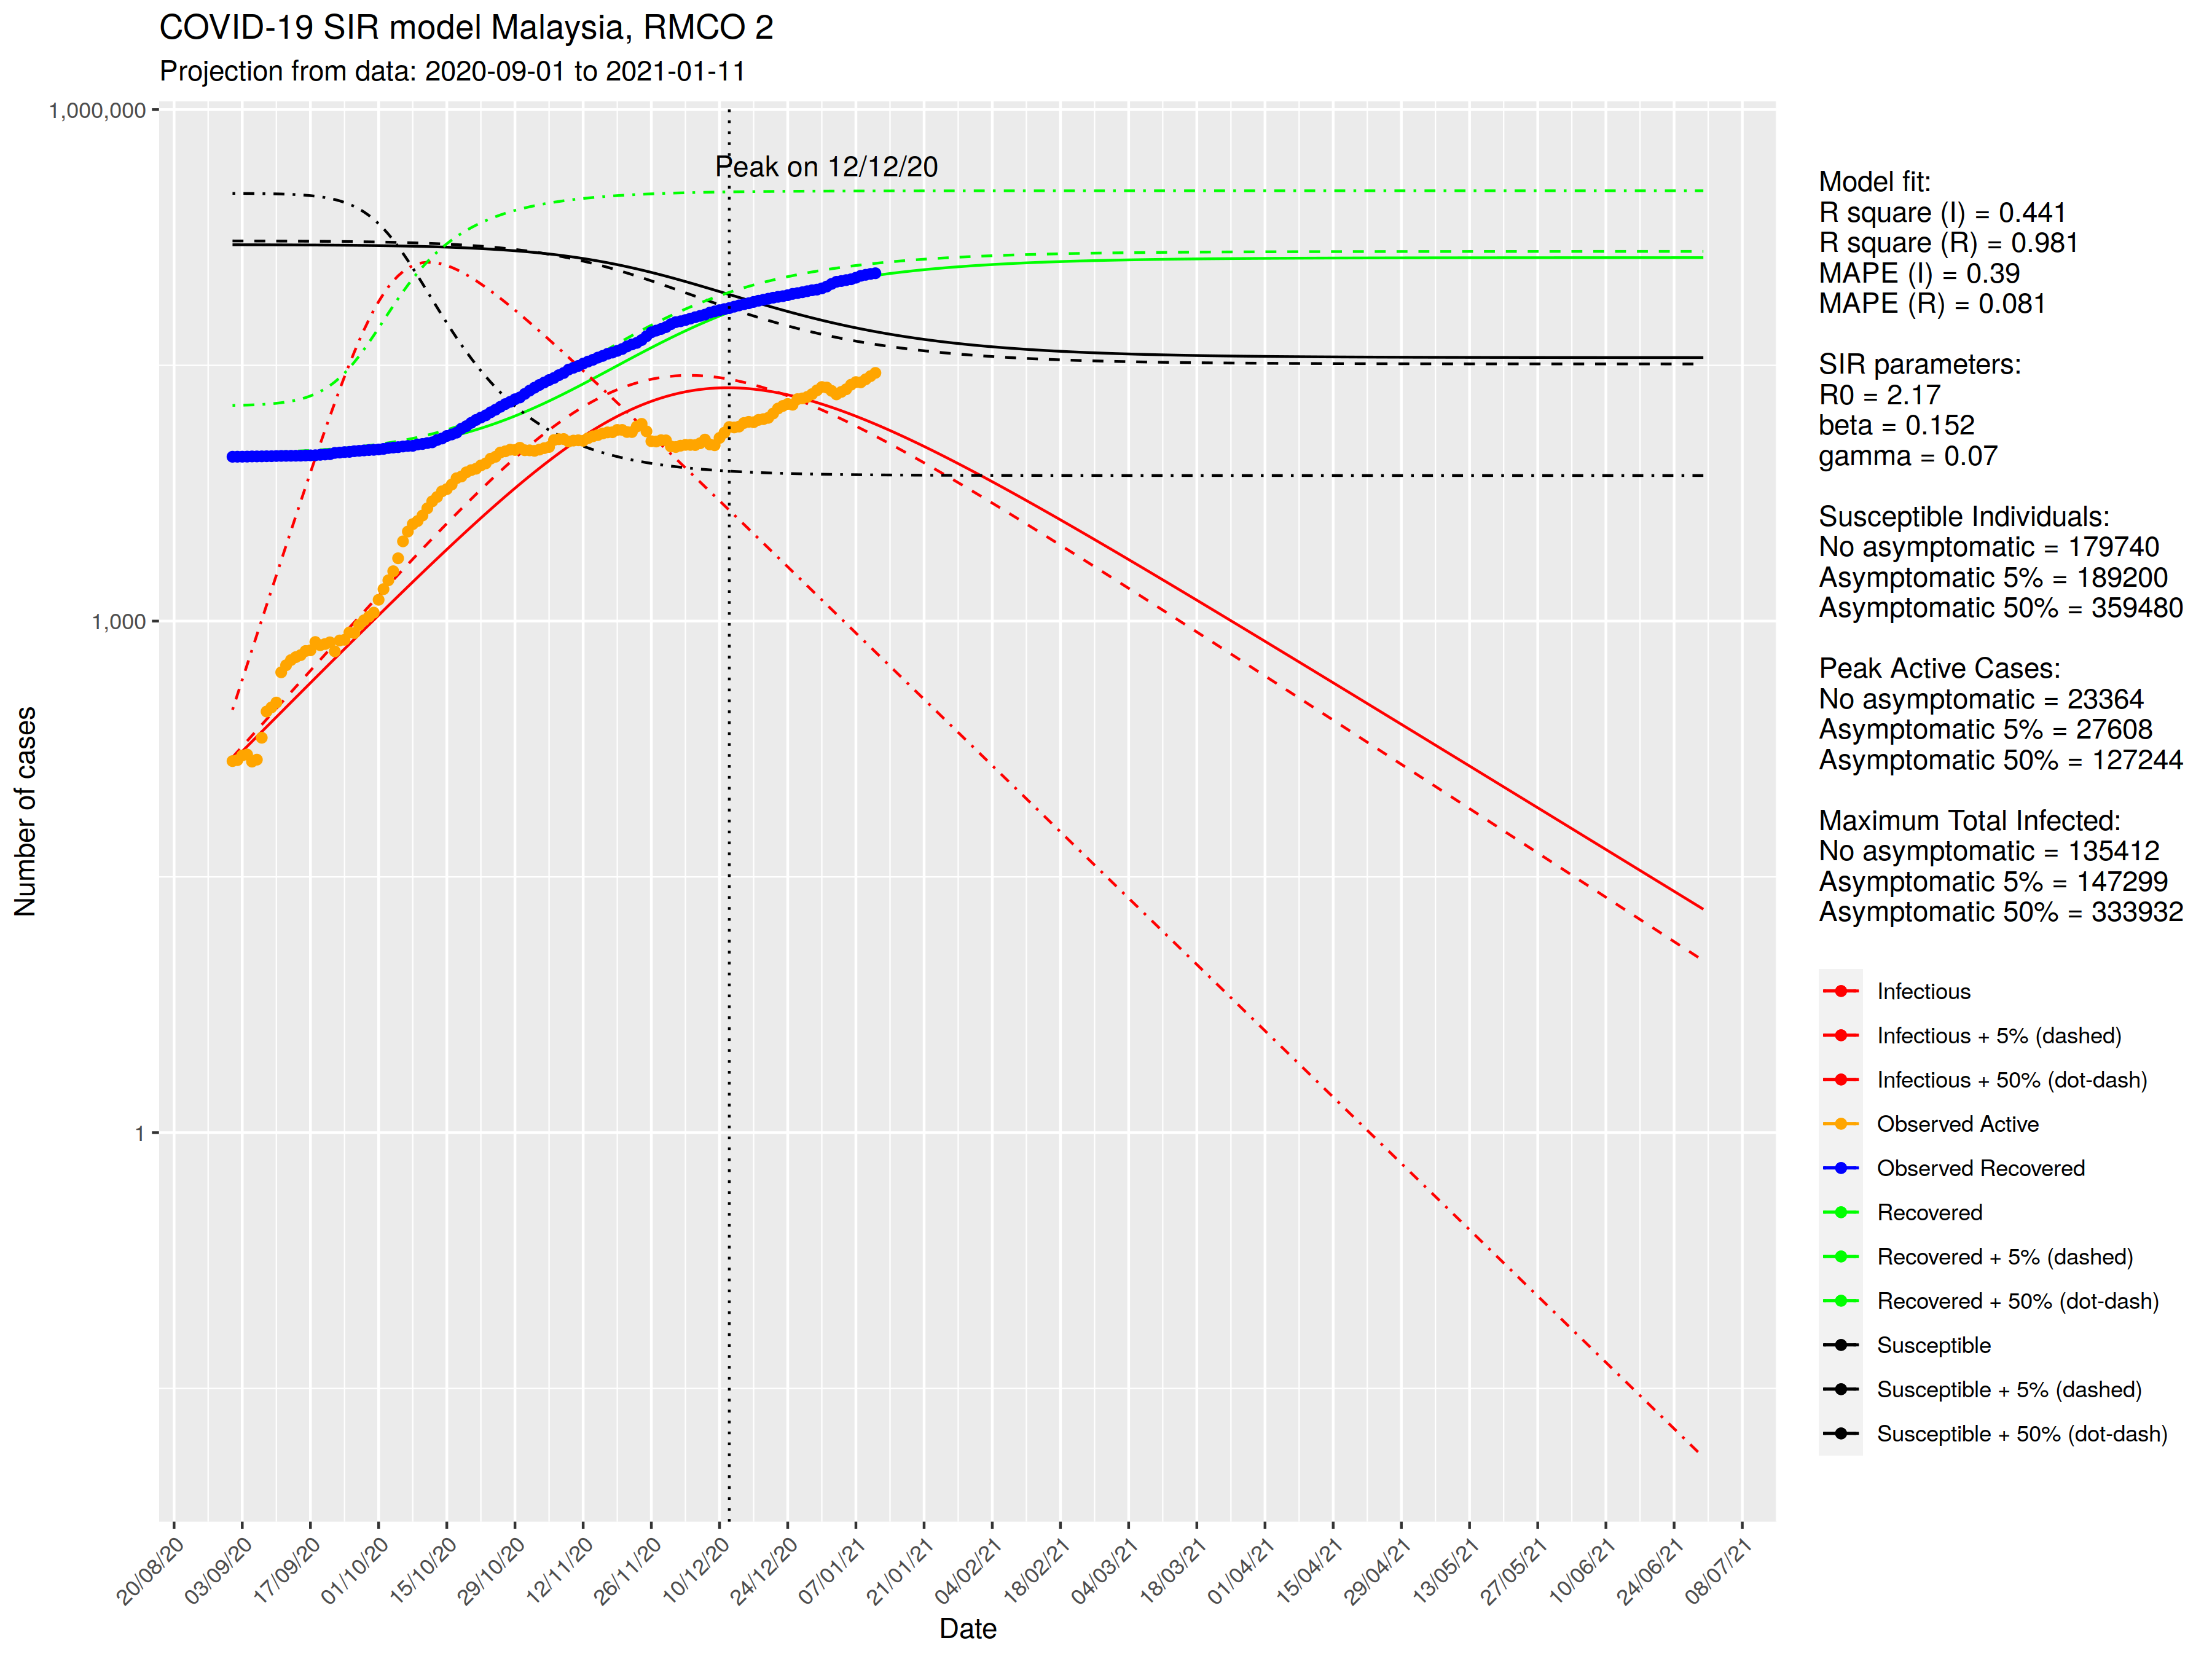 COVID-19 SIR model Malaysia, RMCO 2
Projection from data: 2020-09-01 to 2021-01-11
1,000,000
1,000
1
Number of cases
Peak on 12/12/20
20/08/20
03/09/20
17/09/20
01/10/20
15/10/20
29/10/20
12/11/20
26/11/20
10/12/20
24/12/20
07/01/21
21/01/21
04/02/21
18/02/21
04/03/21
18/03/21
01/04/21
15/04/21
29/04/21
13/05/21
27/05/21
10/06/21
24/06/21
08/07/21
Date
Model fit:
R square (I) = 0.441
R square (R) = 0.981
MAPE (I) = 0.39
MAPE (R) = 0.081
SIR parameters:
R0 = 2.17
beta = 0.152
gamma = 0.07
Susceptible Individuals:
No asymptomatic = 179740
Asymptomatic 5% = 189200
Asymptomatic 50% = 359480
Peak Active Cases:
No asymptomatic = 23364
Asymptomatic 5% = 27608
Asymptomatic 50% = 127244
Maximum Total Infected:
No asymptomatic = 135412
Asymptomatic 5% = 147299
Asymptomatic 50% = 333932
Infectious
Infectious + 5% (dashed)
Infectious + 50% (dot-dash)
Observed Active
Observed Recovered
Recovered
Recovered + 5% (dashed)
Recovered + 50% (dot-dash)
Susceptible
Susceptible + 5% (dashed)
Susceptible + 50% (dot-dash)